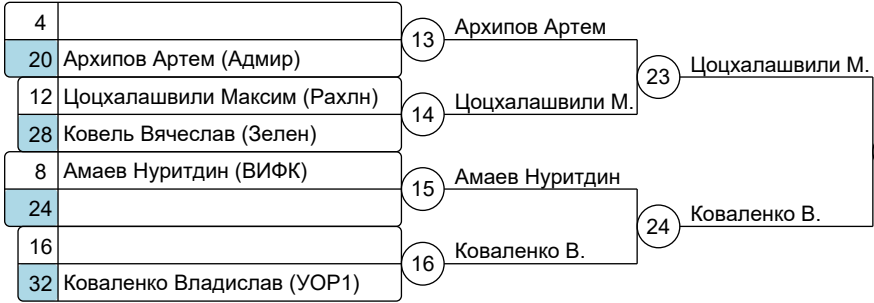 4
20 Архипов Артем (Адмир)
13 Архипов Артем
12 Цоцхалашвили Максим (Рахлн)
28 Ковель Вячеслав (Зелен)
14 Цоцхалашвили М.
23 Цоцхалашвили М.
8 Амаев Нуритдин (ВИФК)
24
15 Амаев Нуритдин
16
32 Коваленко Владислав (УОР1)
16 Коваленко В.
24 Коваленко В.